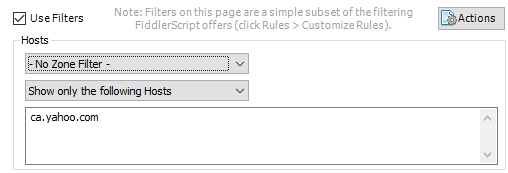 Use Filters
Note: Filters on this page are a simple subset of the filtering
FiddlerScript offers (click Rules > Customize Rules).
Actions
Hosts
- No Zone Filter -
Show only the following Hosts
ca.yahoo.com